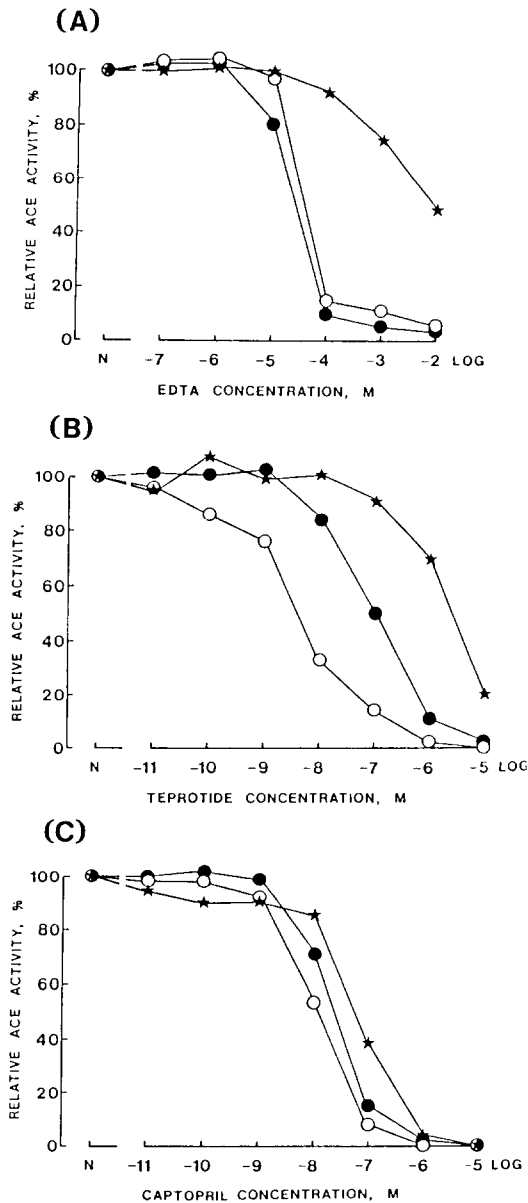 (A)
RELATIVE ACE ACTIVITY, %
100
80
60
40
20
0
N -7 -6 -5 -4 -3 -2 LOG
EDTA CONCENTRATION, M
(B)
RELATIVE ACE ACTIVITY, %
100
80
60
40
20
0
N -11 -10 -9 -8 -7 -6 -5 LOG
TEPROTIDE CONCENTRATION, M
(C)
RELATIVE ACE ACTIVITY, %
100
80
60
40
20
0
N -11 -10 -9 -8 -7 -6 -5 LOG
CAPTOPRIL CONCENTRATION, M